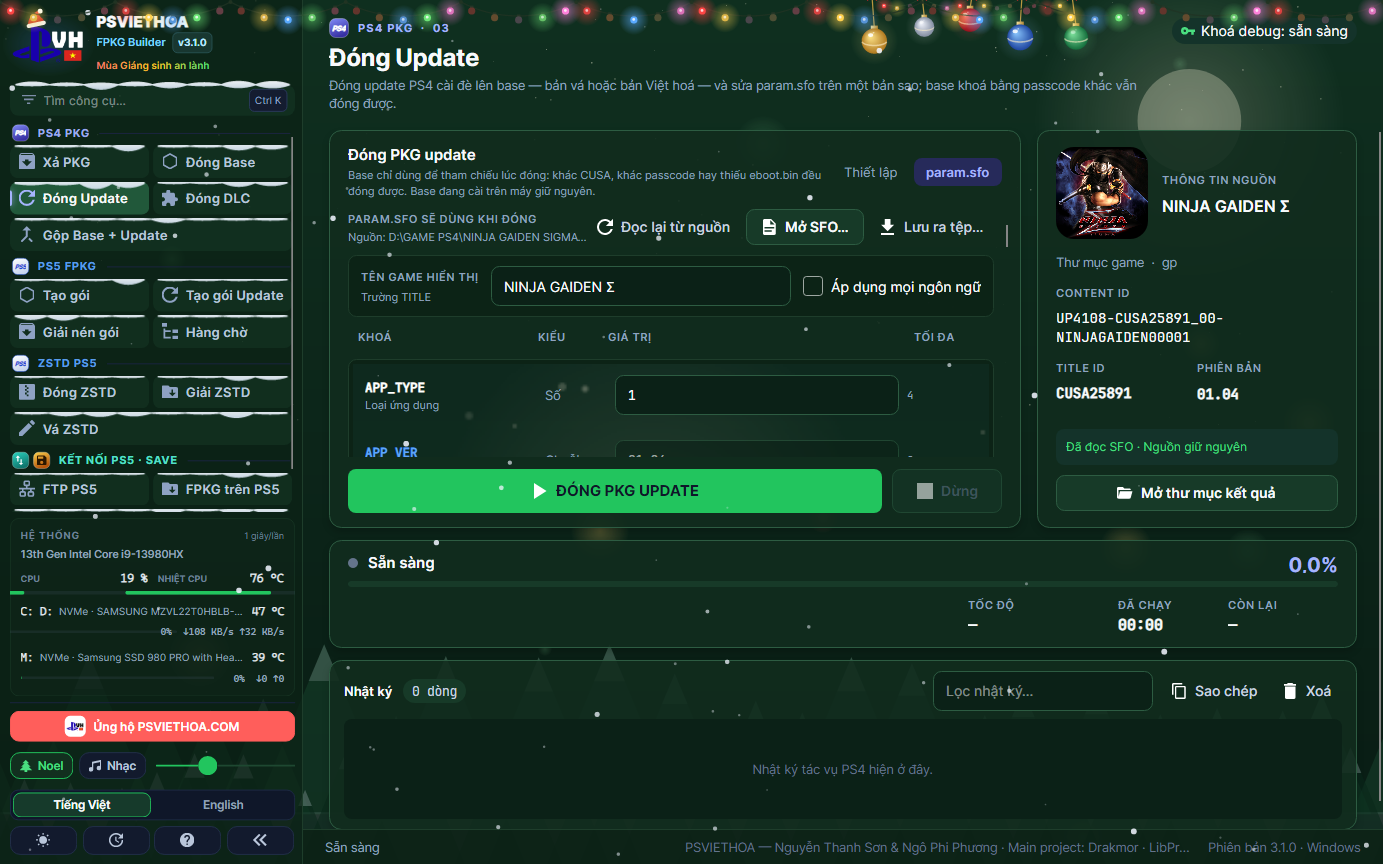 PSVIETHOA
FPKG Builder v3.1.0
Mùa Giáng sinh an lành
Tìm công cụ... Ctrl K
PS4 PKG
Xả PKG
Đóng Base
Đóng Update
Đóng DLC
Gộp Base + Update
PS5 FPKG
Tạo gói
Tạo gói Update
Giải nén gói
Hàng chờ
ZSTD PS5
Đóng ZSTD
Giải ZSTD
Vá ZSTD
KẾT NỐI PS5 · SAVE
FTP PS5
FPKG trên PS5
HỆ THỐNG 1 giây/lần
13th Gen Intel Core i9-13980HX
CPU 19 % NHIỆT CPU 76 °C
C: D: NVMe · SAMSUNG MZVL22T0HBLB-... 47 °C
0% ↓108 KB/s ↑32 KB/s
M: NVMe · Samsung SSD 980 PRO with Hea... 39 °C
0% ↓0 ↑0
Ủng hộ PSVIETHOA.COM
Noel
Nhạc
Tiếng Việt
English
PS4 PKG · 03
Đóng Update
Đóng update PS4 cài đè lên base — bản vá hoặc bản Việt hoá — và sửa param.sfo trên một bản sao; base khoá bằng passcode khác vẫn
đóng được.
Khoá debug: sẵn sàng
Đóng PKG update
Base chỉ dùng để tham chiếu lúc đóng: khác CUSA, khác passcode hay thiếu eboot.bin đều
đóng được. Base đang cài trên máy giữ nguyên.
Thiết lập
param.sfo
PARAM.SFO SẼ DÙNG KHI ĐÓNG
Nguồn: D:\GAME PS4\NINJA GAIDEN SIGMA...
Đọc lại từ nguồn
Mở SFO...
Lưu ra tệp...
TÊN GAME HIỂN THỊ
Trường TITLE
NINJA GAIDEN Σ
Áp dụng mọi ngôn ngữ
KHOÁ KIỂU GIÁ TRỊ TỐI ĐA
APP_TYPE
Loại ứng dụng
Số
1
4
APP_VER
ĐÓNG PKG UPDATE
Dừng
THÔNG TIN NGUỒN
NINJA GAIDEN Σ
Thư mục game · gp
CONTENT ID
UP4108-CUSA25891_00-
NINJAGAIDEN00001
TITLE ID PHIÊN BẢN
CUSA25891 01.04
Đã đọc SFO · Nguồn giữ nguyên
Mở thư mục kết quả
Sẵn sàng 0.0%
TỐC ĐỘ ĐÃ CHẠY CÒN LẠI
— 00:00 —
Nhật ký 0 dòng
Lọc nhật ký...
Sao chép
Xoá
Nhật ký tác vụ PS4 hiện ở đây.
Sẵn sàng
PSVIETHOA — Nguyễn Thanh Sơn & Ngô Phi Phương · Main project: Drakmor · LibPr...
Phiên bản 3.1.0 · Windows